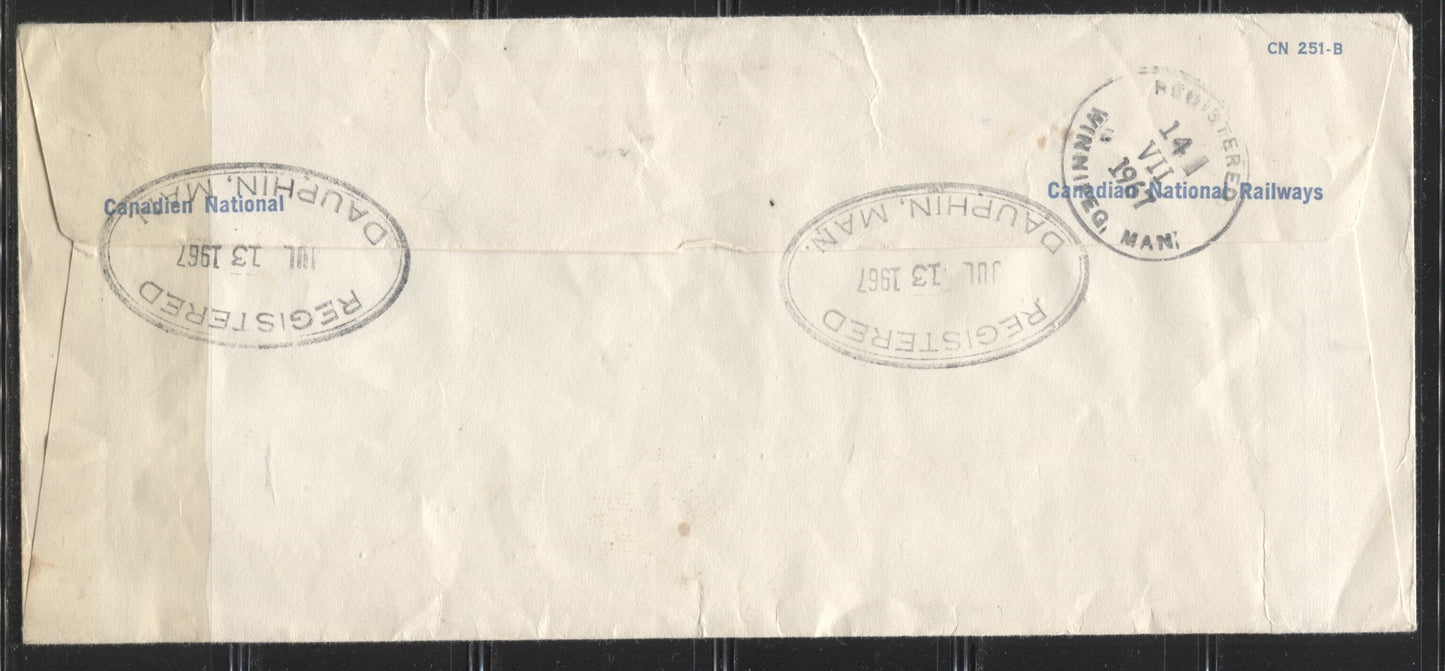 CN 251-B
REGISTERED
WINNIPEG, MAN.
14
VII
1967
Canadien National
Canadian National Railways
DAUPHIN, MAN.
JUL 13 1967
REGISTERED
DAUPHIN, MAN.
JUL 13 1967
REGISTERED